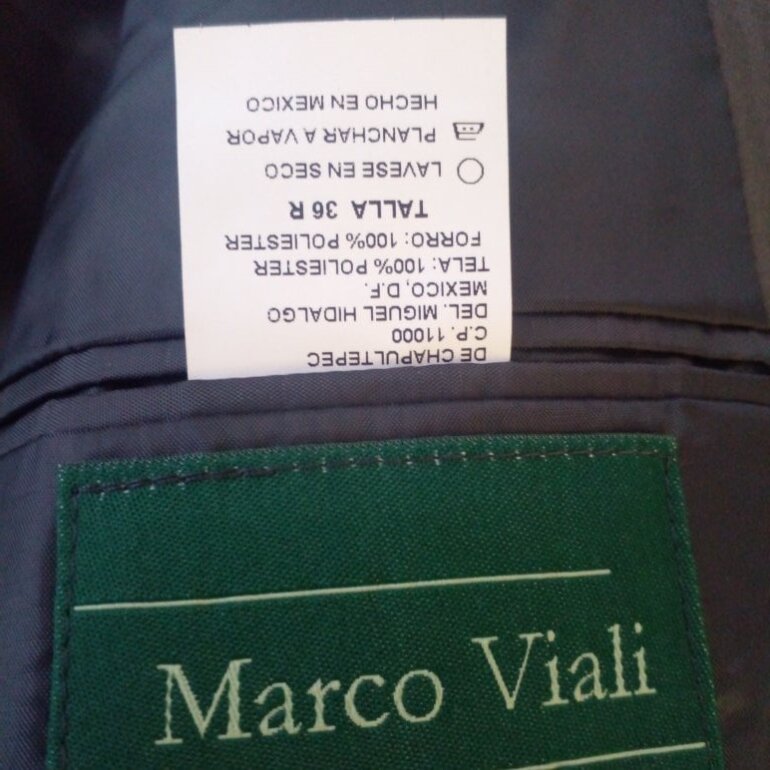 DE CHAPULTEPEC
C.P. 11000
DEL. MIGUEL HIDALGO
MEXICO, D.F.
TELA: 100% POLIESTER
FORRO: 100% POLIESTER
TALLA 36 R
LAVESE EN SECO
PLANCHAR A VAPOR
HECHO EN MEXICO
Marco Viali